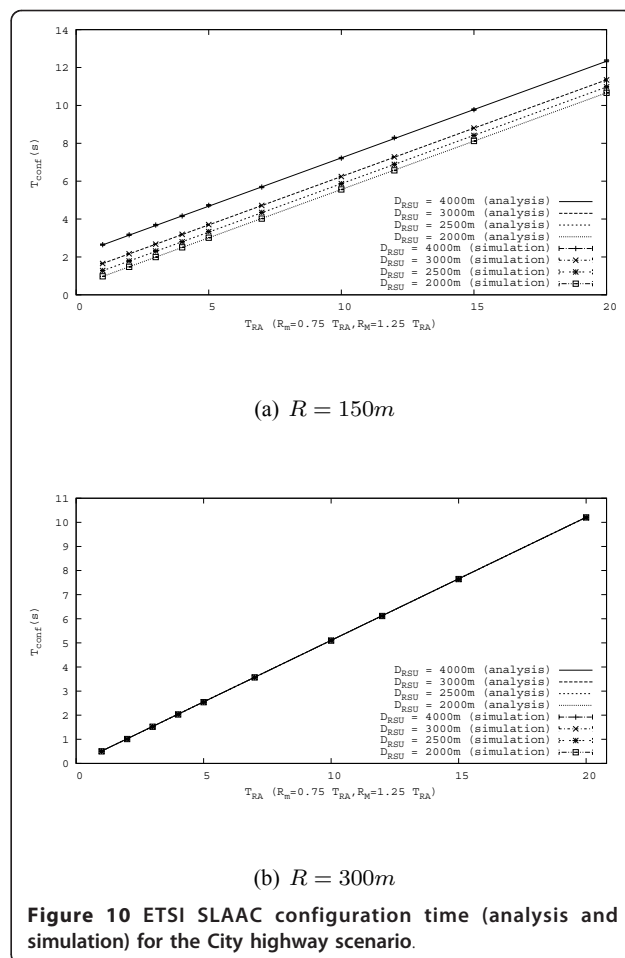 14
12
10
8
6
4
2
0
T_conf(s)
D_RSU = 4000m (analysis)
D_RSU = 3000m (analysis)
D_RSU = 2500m (analysis)
D_RSU = 2000m (analysis)
D_RSU = 4000m (simulation)
D_RSU = 3000m (simulation)
D_RSU = 2500m (simulation)
D_RSU = 2000m (simulation)
0 5 10 15 20
T_RA (R_m=0.75 T_RA,R_M=1.25 T_RA)
(a) R = 150m
11
10
9
8
7
6
5
4
3
2
1
0
T_conf(s)
D_RSU = 4000m (analysis)
D_RSU = 3000m (analysis)
D_RSU = 2500m (analysis)
D_RSU = 2000m (analysis)
D_RSU = 4000m (simulation)
D_RSU = 3000m (simulation)
D_RSU = 2500m (simulation)
D_RSU = 2000m (simulation)
0 5 10 15 20
T_RA (R_m=0.75 T_RA,R_M=1.25 T_RA)
(b) R = 300m
Figure 10 ETSI SLAAC configuration time (analysis and
simulation) for the City highway scenario.